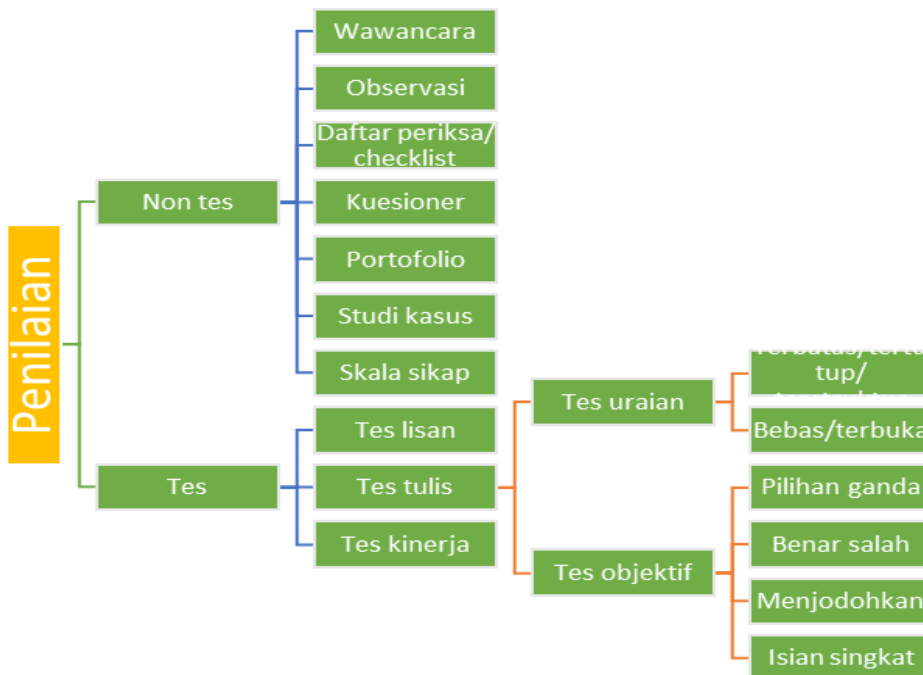 Penilaian
Non tes
Wawancara
Observasi
Daftar periksa/
checklist
Kuesioner
Portofolio
Studi kasus
Skala sikap
Tes
Tes lisan
Tes tulis
Tes kinerja
Tes uraian
tup/
Bebas/terbuka
Tes objektif
Pilihan ganda
Benar salah
Menjodohkan
Isian singkat